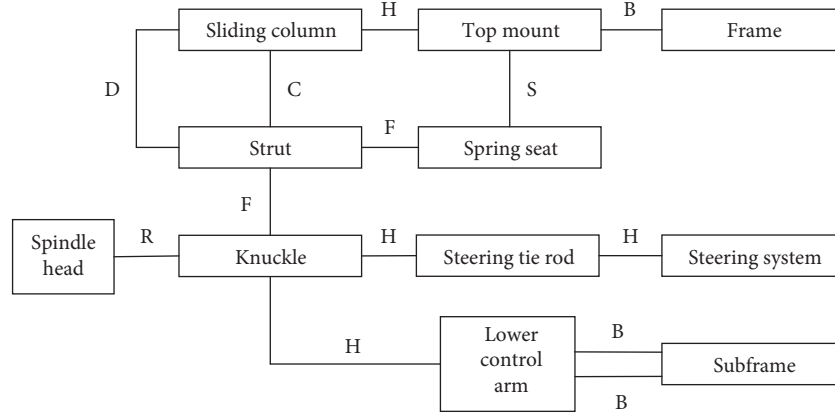 Sliding column
H
Top mount
B
Frame
D
C
S
Strut
F
Spring seat
F
Spindle
head
R
Knuckle
H
Steering tie rod
H
Steering system
H
Lower
control
arm
B
Subframe
B